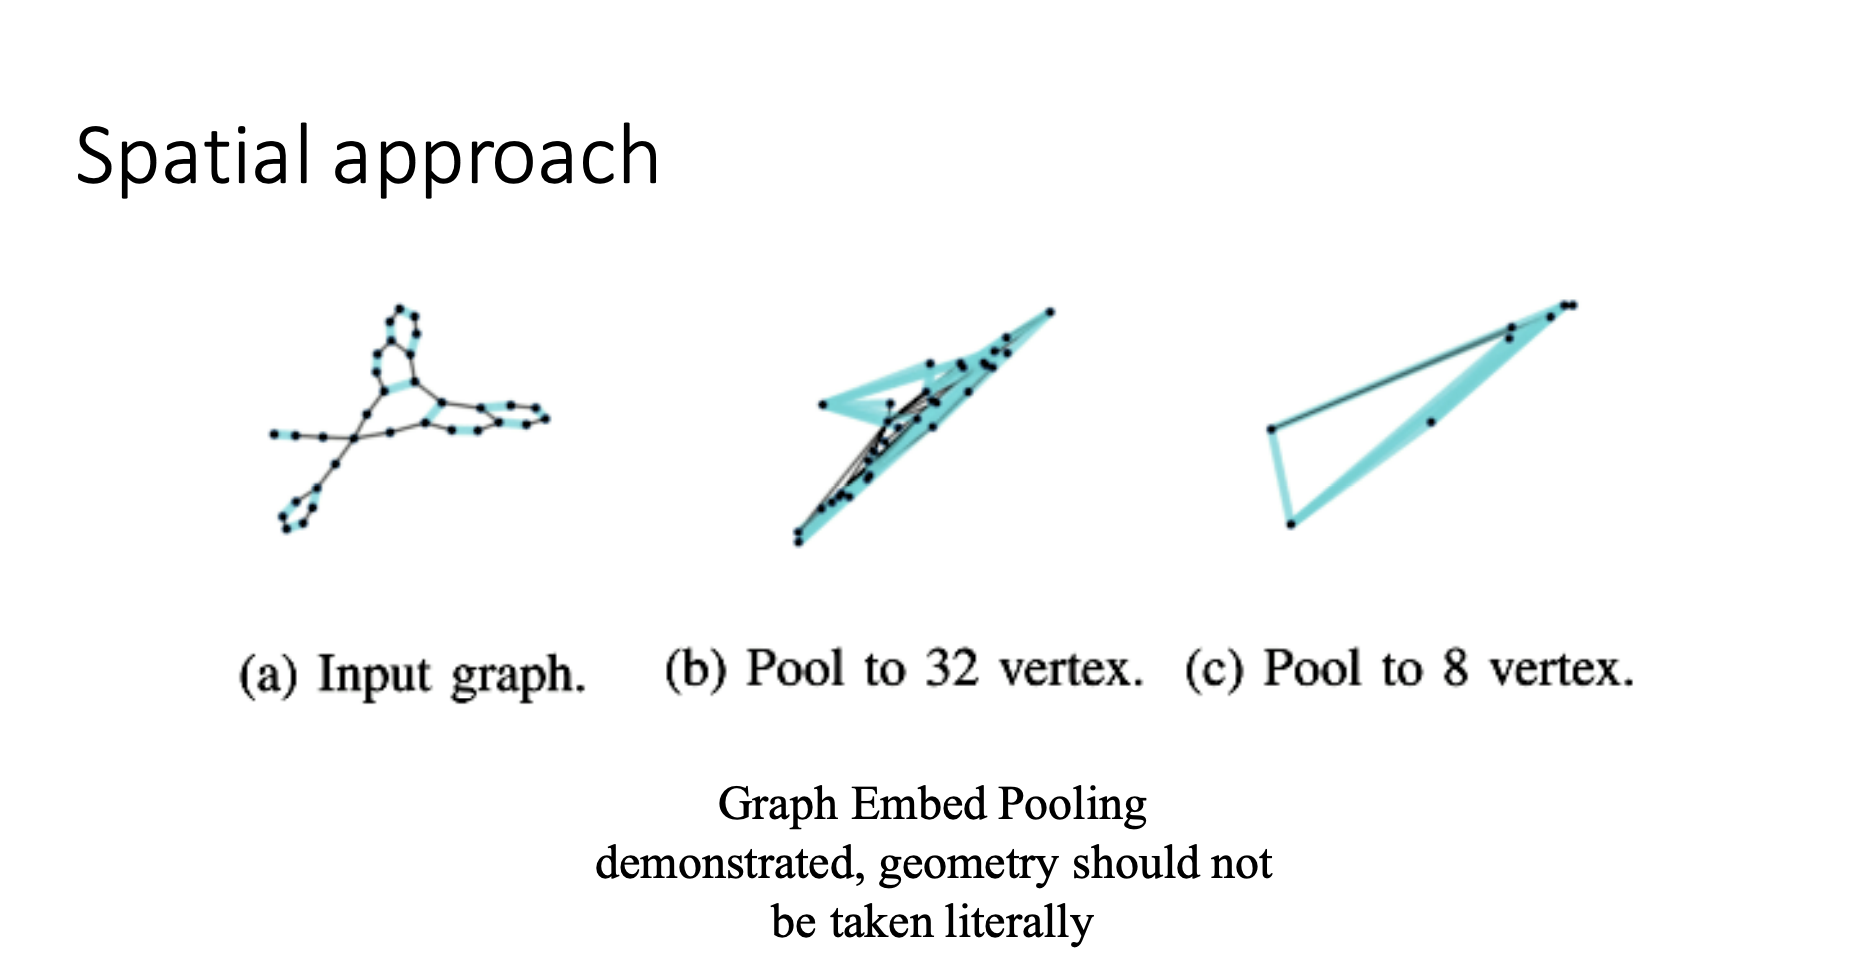 Spatial approach
(a) Input graph.
(b) Pool to 32 vertex.
(c) Pool to 8 vertex.
Graph Embed Pooling
demonstrated, geometry should not
be taken literally